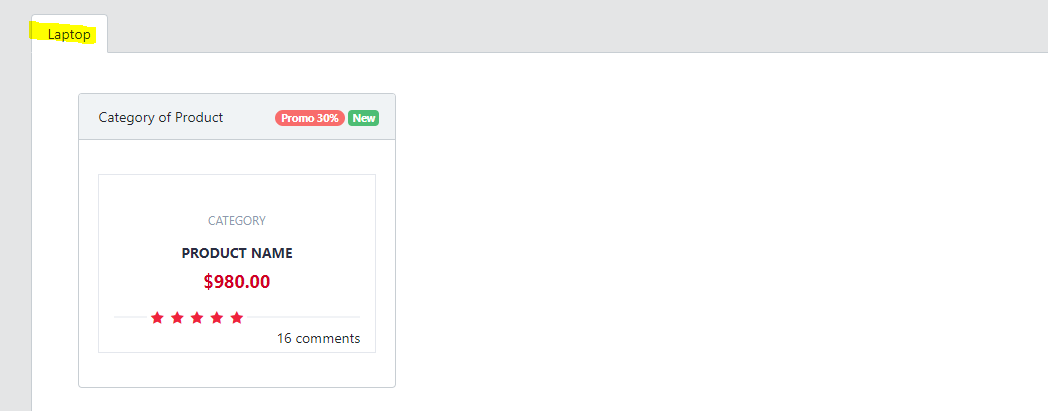 Laptop
Category of Product Promo 30% New
CATEGORY
PRODUCT NAME
$980.00
16 comments